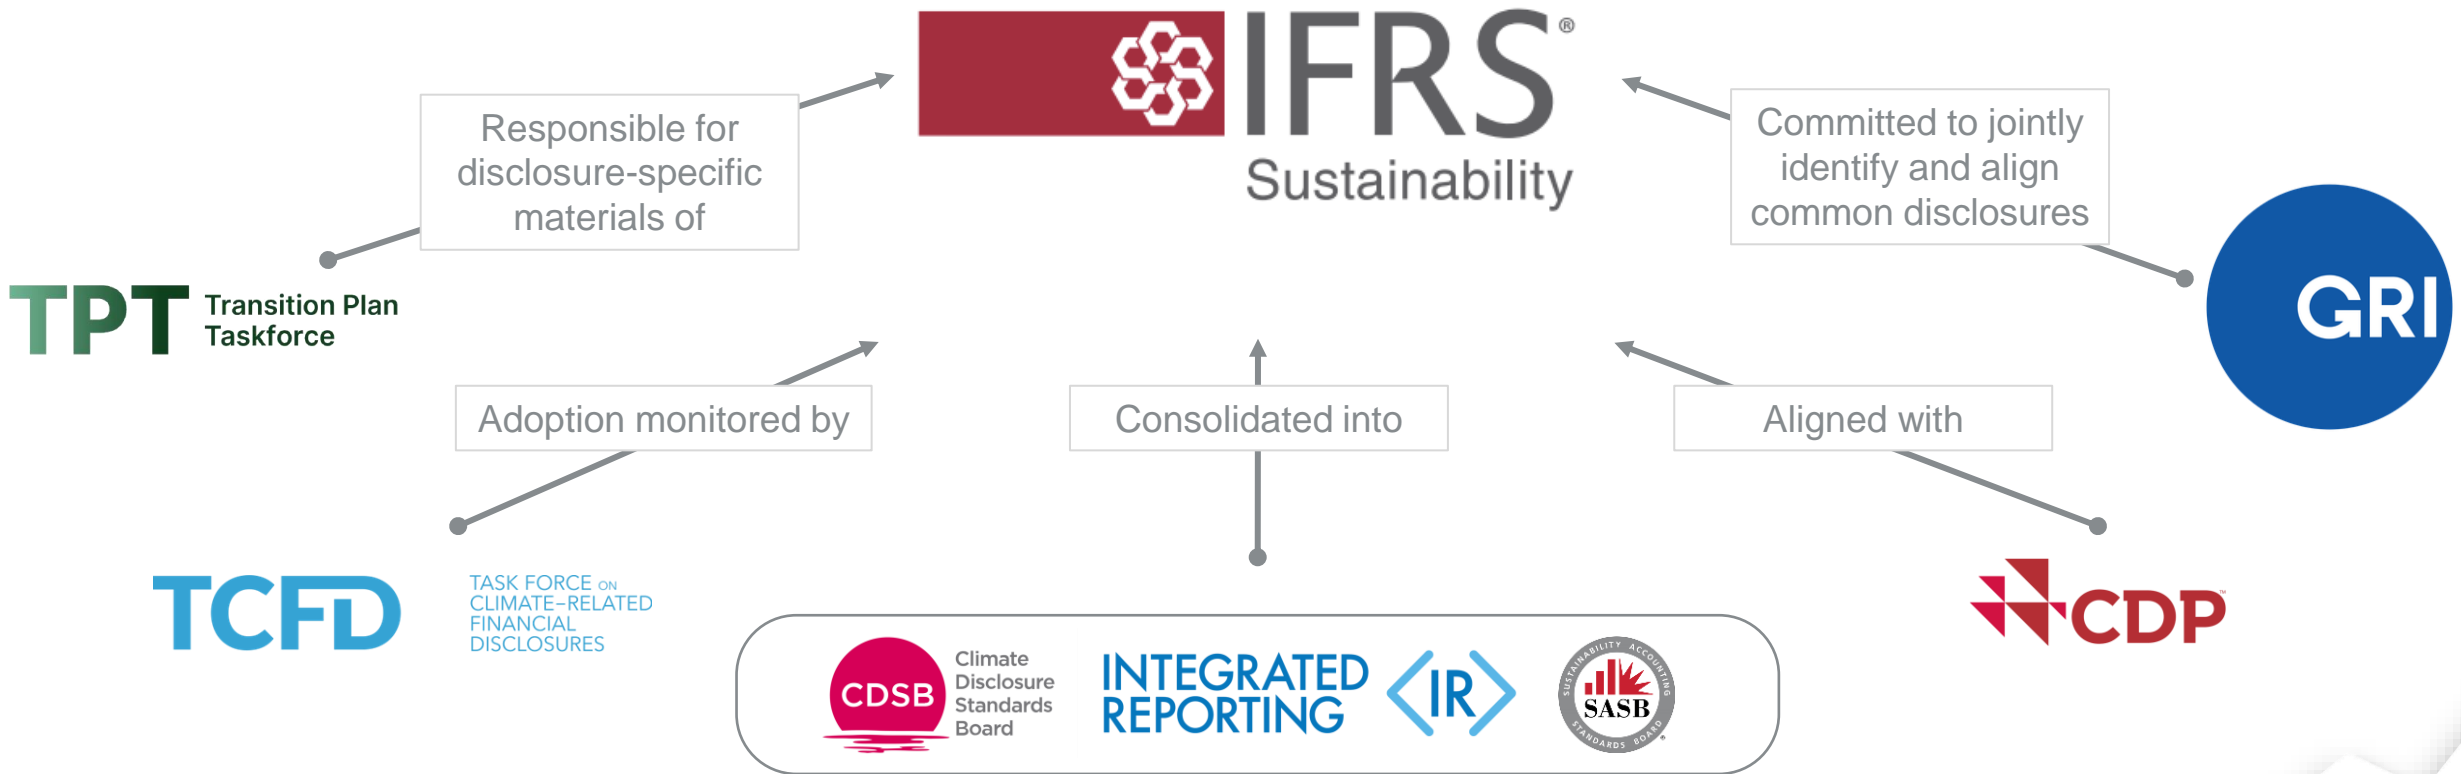 IFRS®
Sustainability
Responsible for
disclosure-specific
materials of
Committed to jointly
identify and align
common disclosures
TPT Transition Plan
Taskforce
GRI
Adoption monitored by
Consolidated into
Aligned with
TCFD
TASK FORCE ON
CLIMATE-RELATED
FINANCIAL
DISCLOSURES
CDSB
Climate
Disclosure
Standards
Board
INTEGRATED
REPORTING
<IR>
SUSTAINABILITY ACCOUNTING
SASB
STANDARDS BOARD®
CDP™